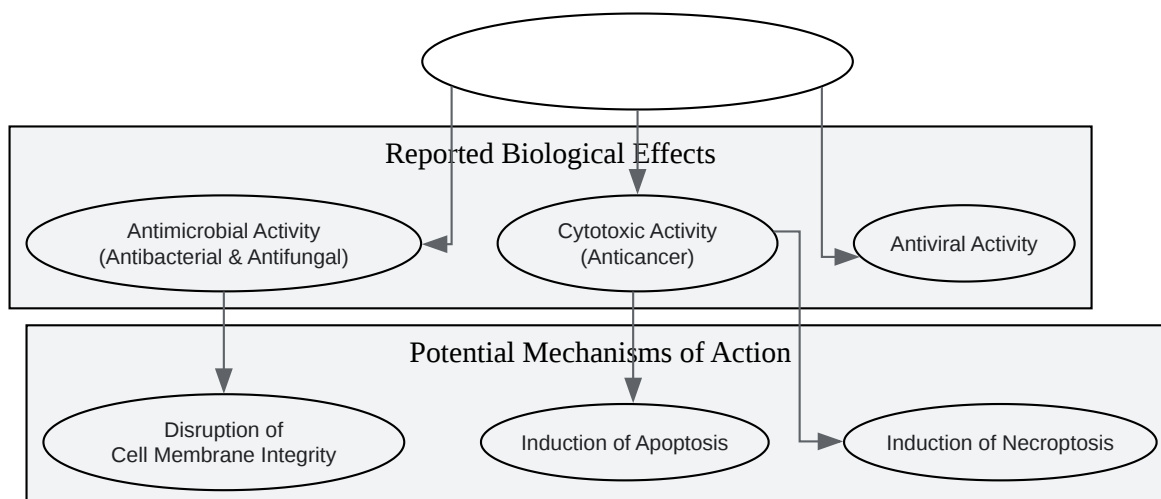 Reported Biological Effects
Antimicrobial Activity
(Antibacterial & Antifungal)
Cytotoxic Activity
(Anticancer)
Antiviral Activity
Potential Mechanisms of Action
Disruption of
Cell Membrane Integrity
Induction of Apoptosis
Induction of Necroptosis